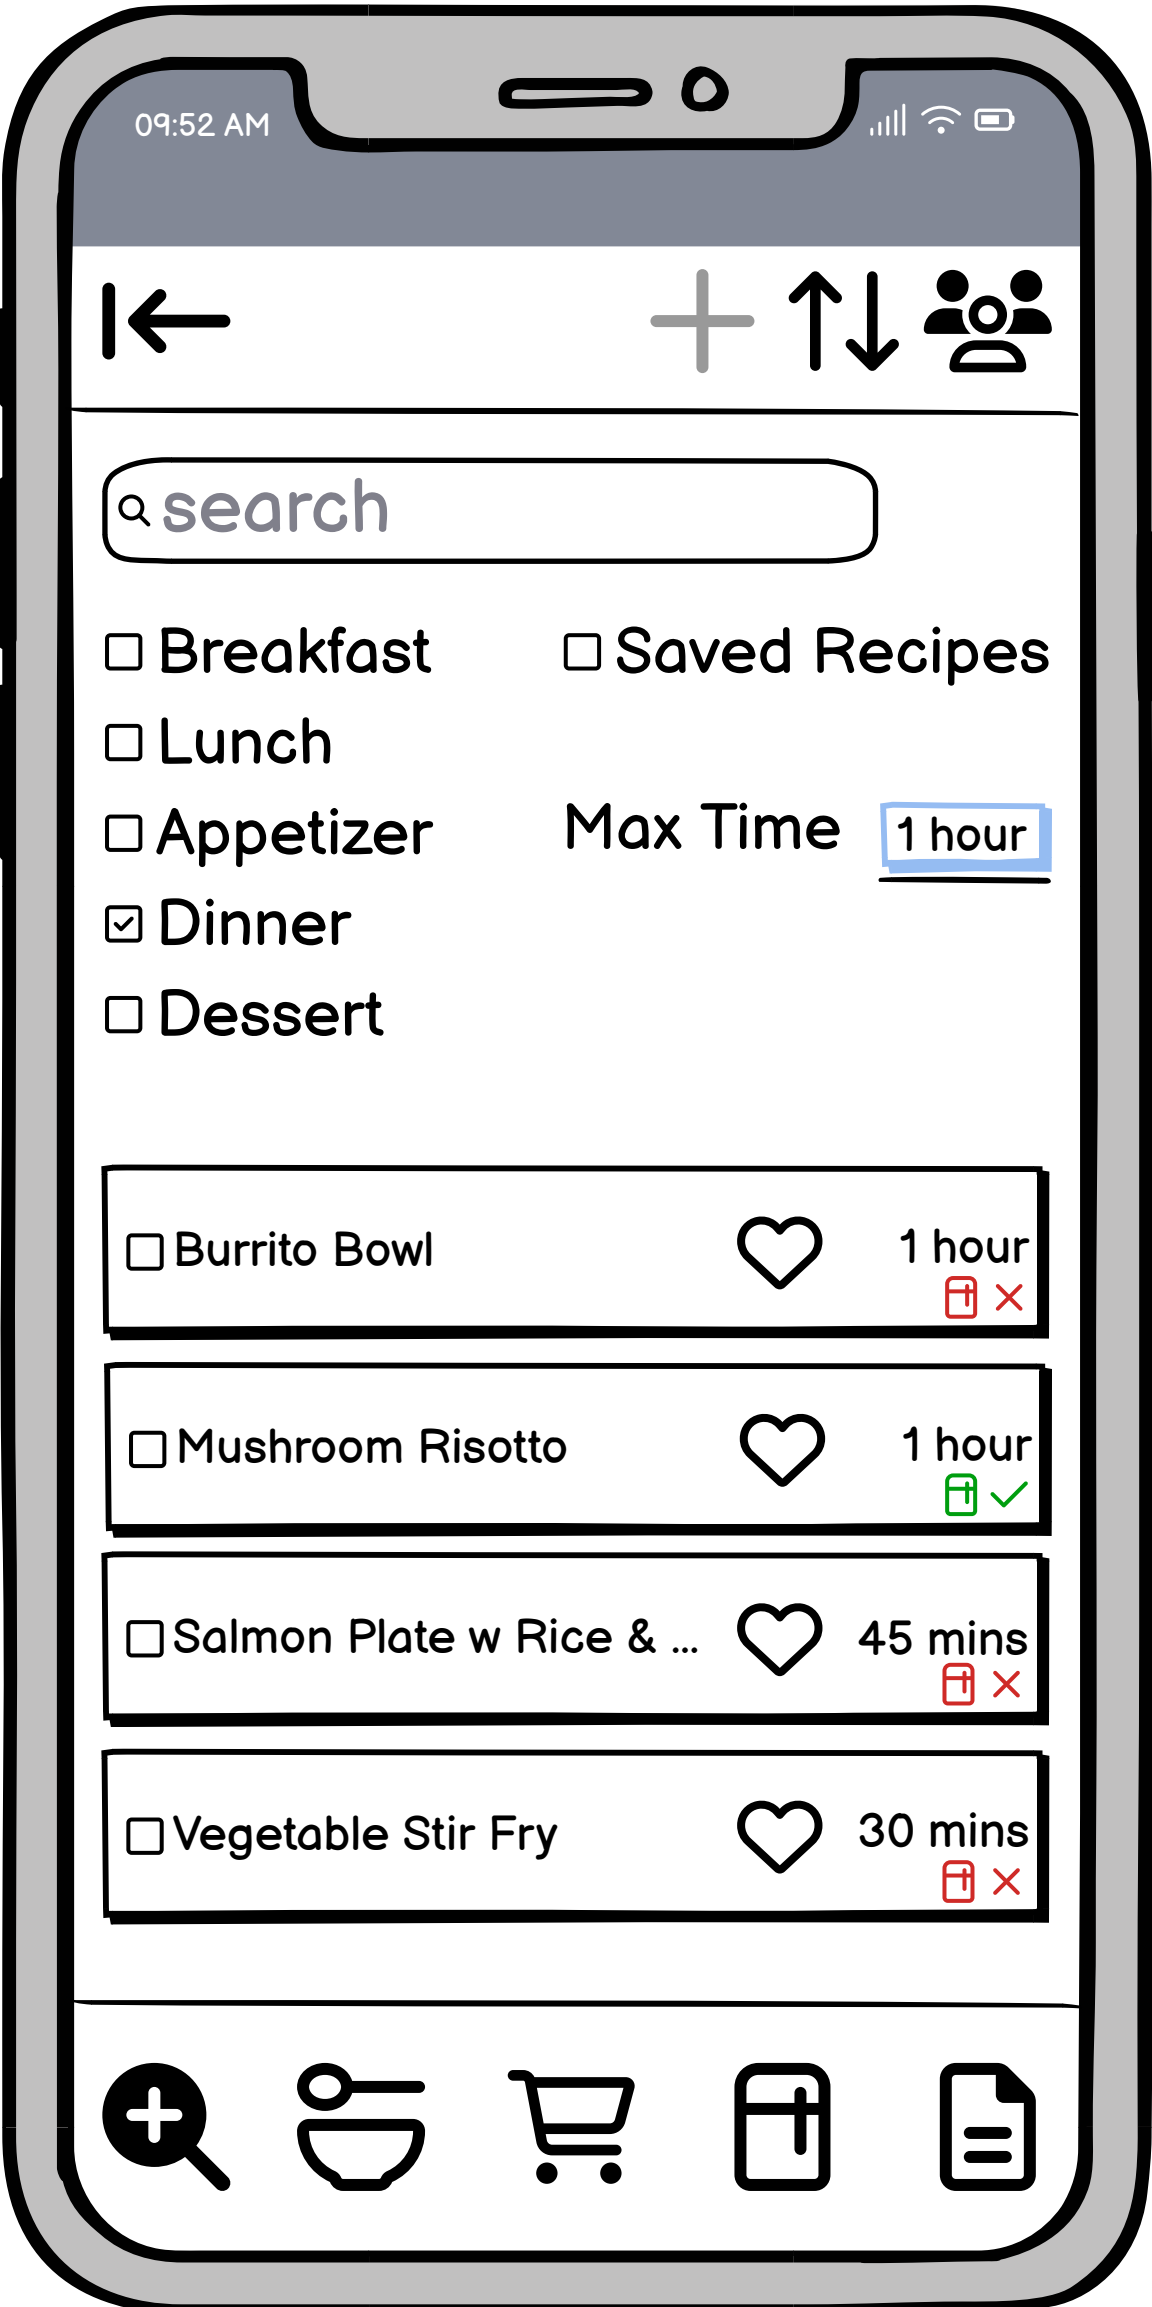 09:52 AM
search
Breakfast
Saved Recipes
Lunch
Appetizer
Max Time 1 hour
Dinner
Dessert
Burrito Bowl 1 hour
Mushroom Risotto 1 hour
Salmon Plate w Rice & ... 45 mins
Vegetable Stir Fry 30 mins